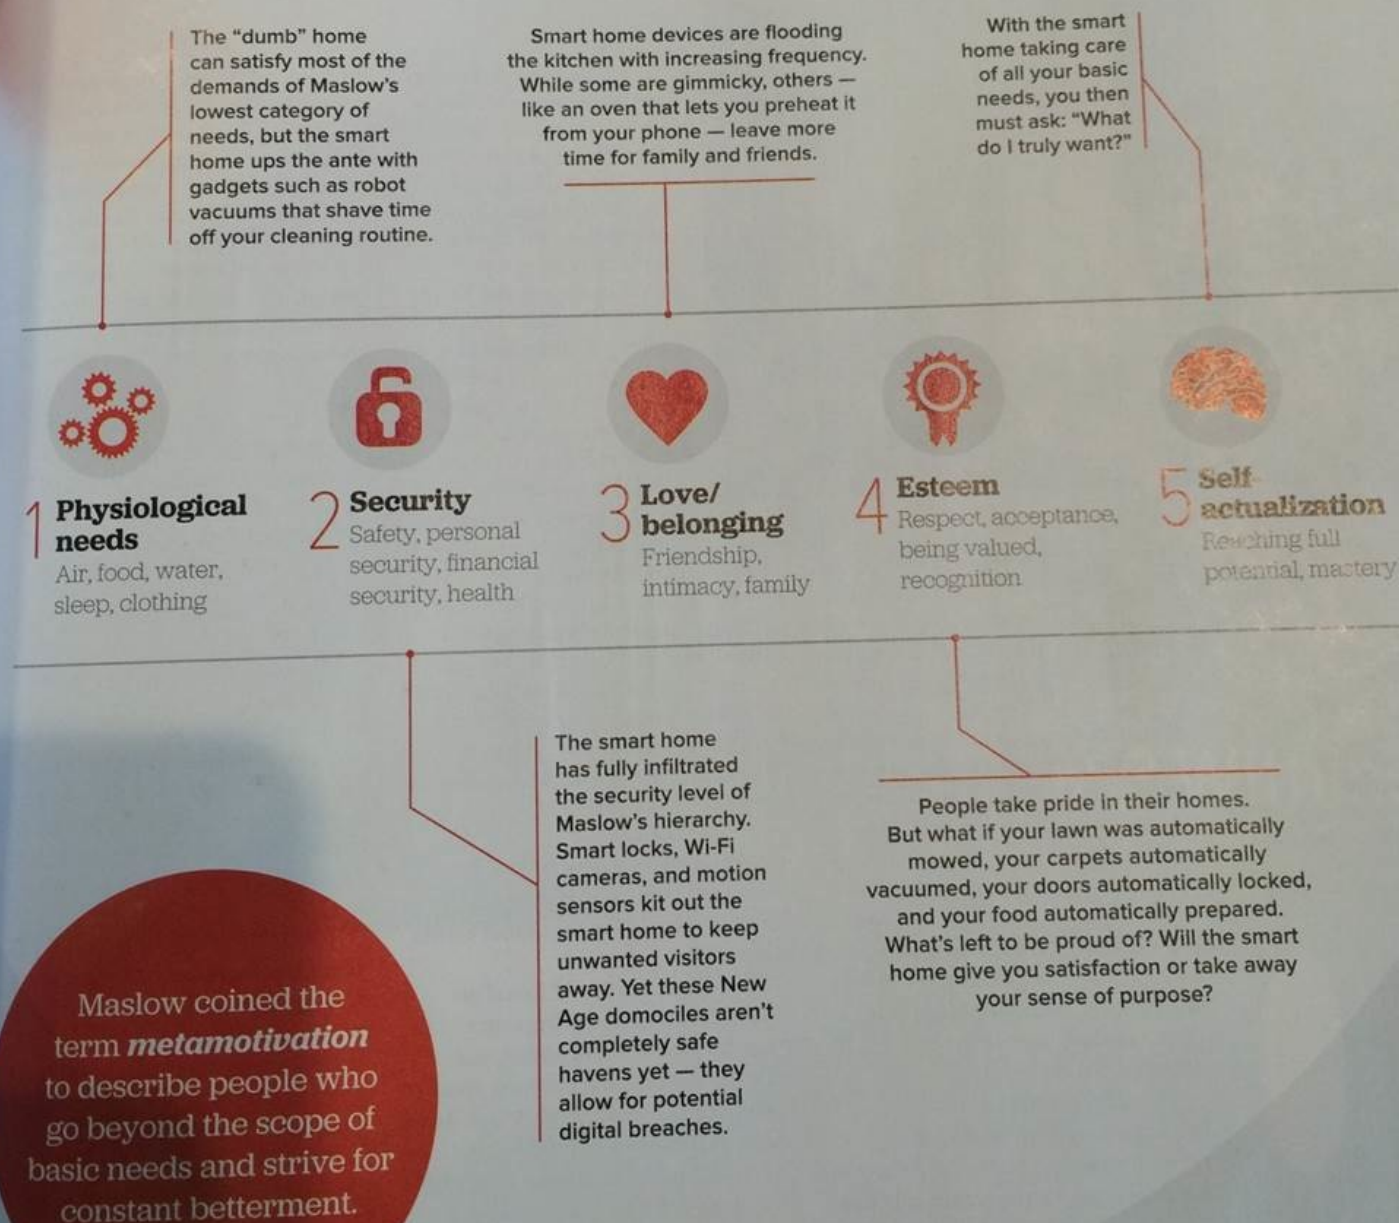 The “dumb” home
can satisfy most of the
demands of Maslow’s
lowest category of
needs, but the smart
home ups the ante with
gadgets such as robot
vacuums that shave time
off your cleaning routine.
Smart home devices are flooding
the kitchen with increasing frequency.
While some are gimmicky, others —
like an oven that lets you preheat it
from your phone — leave more
time for family and friends.
With the smart
home taking care
of all your basic
needs, you then
must ask: “What
do I truly want?”
1 Physiological
needs
Air, food, water,
sleep, clothing
2 Security
Safety, personal
security, financial
security, health
3 Love/
belonging
Friendship,
intimacy, family
4 Esteem
Respect, acceptance,
being valued,
recognition
5 Self-
actualization
Reaching full
potential, mastery
The smart home
has fully infiltrated
the security level of
Maslow’s hierarchy.
Smart locks, Wi-Fi
cameras, and motion
sensors kit out the
smart home to keep
unwanted visitors
away. Yet these New
Age domociles aren’t
completely safe
havens yet — they
allow for potential
digital breaches.
People take pride in their homes.
But what if your lawn was automatically
mowed, your carpets automatically
vacuumed, your doors automatically locked,
and your food automatically prepared.
What’s left to be proud of? Will the smart
home give you satisfaction or take away
your sense of purpose?
Maslow coined the
term metamotivation
to describe people who
go beyond the scope of
basic needs and strive for
constant betterment.